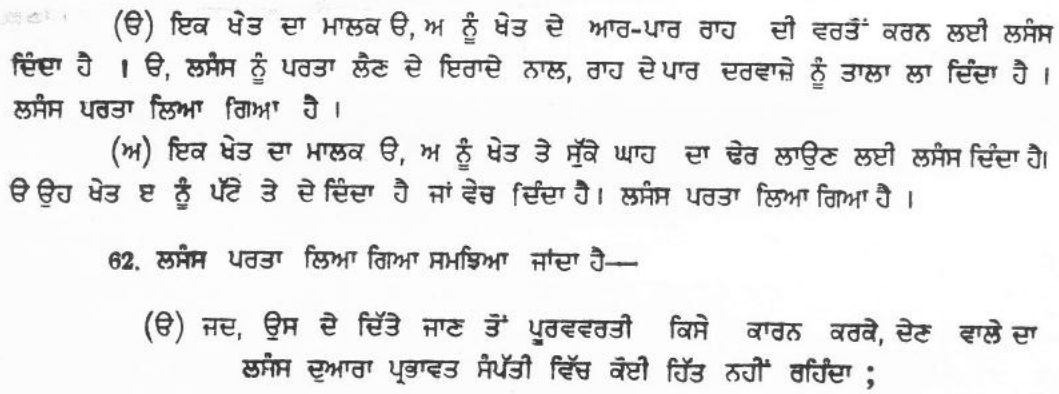 (ੳ) ਇਕ ਖੇਤ ਦਾ ਮਾਲਕ ੳ, ਅ ਨੂੰ ਖੇਤ ਦੇ ਆਰ-ਪਾਰ ਰਾਹ ਦੀ ਵਰਤੋਂ ਕਰਨ ਲਈ ਲਸੰਸ
ਦਿੰਦਾ ਹੈ । ੳ, ਲਸੰਸ ਨੂੰ ਪਰਤਾ ਲੈਣ ਦੇ ਇਰਾਦੇ ਨਾਲ, ਰਾਹ ਦੇ ਪਾਰ ਦਰਵਾਜ਼ੇ ਨੂੰ ਤਾਲਾ ਲਾ ਦਿੰਦਾ ਹੈ ।
ਲਸੰਸ ਪਰਤਾ ਲਿਆ ਗਿਆ ਹੈ ।
(ਅ) ਇਕ ਖੇਤ ਦਾ ਮਾਲਕ ੳ, ਅ ਨੂੰ ਖੇਤ ਤੇ ਸੁੱਕੇ ਘਾਹ ਦਾ ਢੇਰ ਲਾਉਣ ਲਈ ਲਸੰਸ ਦਿੰਦਾ ਹੈ।
ੳ ਉਹ ਖੇਤ ੲ ਨੂੰ ਪੱਟੇ ਤੇ ਦੇ ਦਿੰਦਾ ਹੈ ਜਾਂ ਵੇਚ ਦਿੰਦਾ ਹੈ। ਲਸੰਸ ਪਰਤਾ ਲਿਆ ਗਿਆ ਹੈ ।
62. ਲਸੰਸ ਪਰਤਾ ਲਿਆ ਗਿਆ ਸਮਝਿਆ ਜਾਂਦਾ ਹੈ—
(ੳ) ਜਦ, ਉਸ ਦੇ ਦਿੱਤੇ ਜਾਣ ਤੋਂ ਪੂਰਵਵਰਤੀ ਕਿਸੇ ਕਾਰਨ ਕਰਕੇ, ਦੇਣ ਵਾਲੇ ਦਾ
ਲਸੰਸ ਦੁਆਰਾ ਪ੍ਰਭਾਵਤ ਸੰਪੱਤੀ ਵਿੱਚ ਕੋਈ ਹਿੱਤ ਨਹੀਂ ਰਹਿੰਦਾ ;